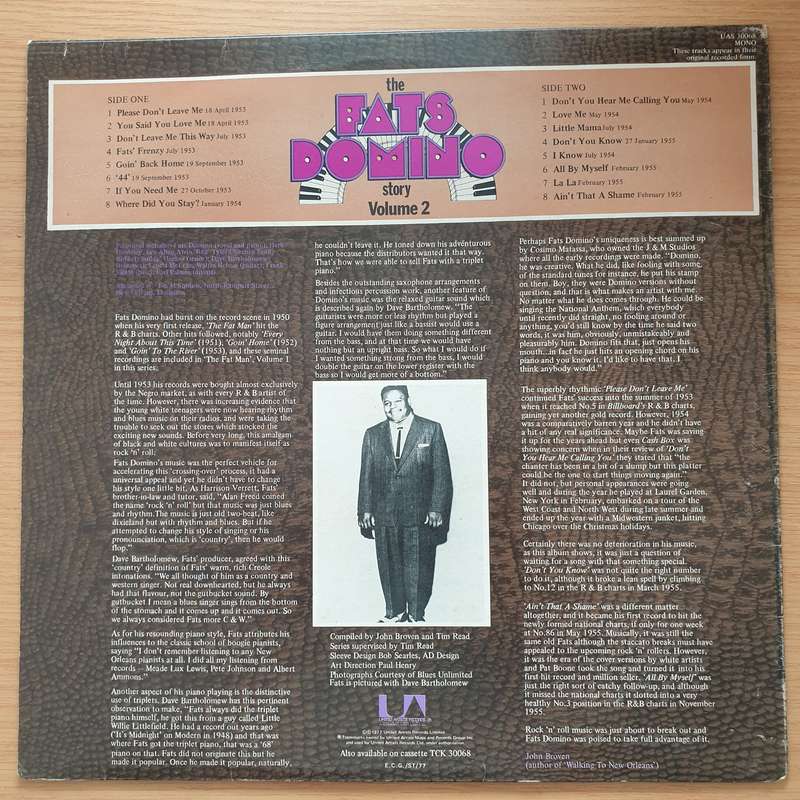 UAS 30068
MONO
These tracks appear in their
original recorded form.
the
FATS
DOMINO
story
Volume 2
SIDE ONE
1 Please Don't Leave Me 18 April 1953
2 You Said You Love Me 18 April 1953
3 Don't Leave Me This Way July 1953
4 Fats' Frenzy July 1953
5 Goin' Back Home 19 September 1953
6 '44' 19 September 1953
7 If You Need Me 27 October 1953
8 Where Did You Stay? January 1954
SIDE TWO
1 Don't You Hear Me Calling You May 1954
2 Love Me May 1954
3 Little Mama July 1954
4 Don't You Know 27 January 1955
5 I Know July 1954
6 All By Myself February 1955
7 La La February 1955
8 Ain't That A Shame February 1955
Fats Domino had burst on the record scene in 1950
when his very first release, 'The Fat Man' hit the
R & B charts. Other hits followed, notably 'Every
Night About This Time' (1951), 'Goin' Home' (1952)
and 'Goin' To The River' (1953), and these seminal
recordings are included in 'The Fat Man', Volume 1
in this series.
Until 1953 his records were bought almost exclusively
by the Negro market, as with every R & B artist of
the time. However, there was increasing evidence that
the young white teenagers were now hearing rhythm
and blues music on their radios, and were taking the
trouble to seek out the stores which stocked the
exciting new sounds. Before very long, this amalgam
of black and white cultures was to manifest itself as
rock 'n' roll.
Fats Domino's music was the perfect vehicle for
accelerating this 'crossing-over' process, it had a
universal appeal and yet he didn't have to change
his style one little bit. As Harrison Verrett, Fats'
brother-in-law and tutor, said, "Alan Freed coined
the name 'rock 'n' roll' but that music was just blues
and rhythm. The music is just old two-beat, like
dixieland but with rhythm and blues. But if he
attempted to change his style of singing or his
pronounciation, which is 'country', then he would
flop."
Dave Bartholomew, Fats' producer, agreed with this
'country' definition of Fats' warm, rich Creole
intonations. "We all thought of him as a country and
western singer. Not real downhearted, but he always
had that flavour, not the gutbucket sound. By
gutbucket I mean a blues singer sings from the bottom
of the stomach and it comes up and it comes out. So
we always considered Fats more C & W."
As for his resounding piano style, Fats attributes his
influences to the classic school of boogie pianists,
saying "I don't remember listening to any New
Orleans pianists at all. I did all my listening from
records — Meade Lux Lewis, Pete Johnson and Albert
Ammons."
Another aspect of his piano playing is the distinctive
use of triplets. Dave Bartholomew has this pertinent
observation to make, "Fats always did the triplet
piano himself, he got this from a guy called Little
Willie Littlefield. He had a record out years ago
('It's Midnight' on Modern in 1948) and that was
where Fats got the triplet piano, that was a '68'
piano on that. Fats did not originate this but he
made it popular. Once he made it popular, naturally,
he couldn't leave it. He toned down his adventurous
piano because the distributors wanted it that way.
That's how we were able to sell Fats with a triplet
piano."
Besides the outstanding saxophone arrangements
and infectious percussion work, another feature of
Domino's music was the relaxed guitar sound which
is described again by Dave Bartholomew. "The
guitarists were more or less rhythm but played a
figure arrangement just like a bassist would use a
guitar. I would have them doing something different
from the bass, and at that time we would have
nothing but an upright bass. So what I would do if
I wanted something strong from the bass, I would
double the guitar on the lower register with the
bass so I would get more of a bottom."
Compiled by John Broven and Tim Read
Series supervised by Tim Read
Sleeve Design Bob Searles, AD Design
Art Direction Paul Henry
Photographs Courtesy of Blues Unlimited
Fats is pictured with Dave Bartholomew
UA
© 1977 United Artists Records Limited
Also available on cassette TCK 30068
E.C.G./ST/77
Perhaps Fats Domino's uniqueness is best summed up
by Cosimo Matassa, who owned the J & M Studios
where all the early recordings were made. "Domino,
he was creative. What he did, like fooling with some
of the standard tunes for instance, he put his stamp
on them. Boy, they were Domino versions without
question, and that is what makes an artist with me.
No matter what he does comes through. He could be
singing the National Anthem, which everybody
until recently did straight, no fooling around or
anything, you'd still know by the time he said two
words, it was him, obviously, unmistakeably and
pleasurably him. Domino fits that, just opens his
mouth...in fact he just hits an opening chord on his
piano and you know it. I'd like to have that, I
think anybody would."
The superbly rhythmic 'Please Don't Leave Me'
continued Fats' success into the summer of 1953
when it reached No.5 in Billboard's R & B charts,
gaining yet another gold record. However, 1954
was a comparatively barren year and he didn't have
a hit of any real significance. Maybe Fats was saving
it up for the years ahead but even Cash Box was
showing concern when in their review of 'Don't
You Hear Me Calling You' they stated that "the
chanter has been in a bit of a slump but this platter
could be the one to start things moving again."
It did not, but personal appearances were going
well and during the year he played at Laurel Garden,
New York in February, embarked on a tour of the
West Coast and North West during late summer and
ended up the year with a Midwestern junket, hitting
Chicago over the Christmas holidays.
Certainly there was no deterioration in his music,
as this album shows, it was just a question of
waiting for a song with that something special.
'Don't You Know' was not quite the right number
to do it, although it broke a lean spell by climbing
to No.12 in the R & B charts in March 1955.
'Ain't That A Shame' was a different matter
altogether, and it became his first record to hit the
newly formed national charts, if only for one week
at No.86 in May 1955. Musically, it was still the
same old Fats although the staccato breaks must have
appealed to the upcoming rock 'n' rollers. However,
it was the era of the cover versions by white artists
and Pat Boone took the song and turned it into his
first hit record and million seller. 'All By Myself' was
just the right sort of catchy follow-up, and although
it missed the national charts it slotted into a very
healthy No.3 position in the R&B charts in November
1955.
Rock 'n' roll music was just about to break out and
Fats Domino was poised to take full advantage of it.
John Broven
(author of 'Walking To New Orleans')